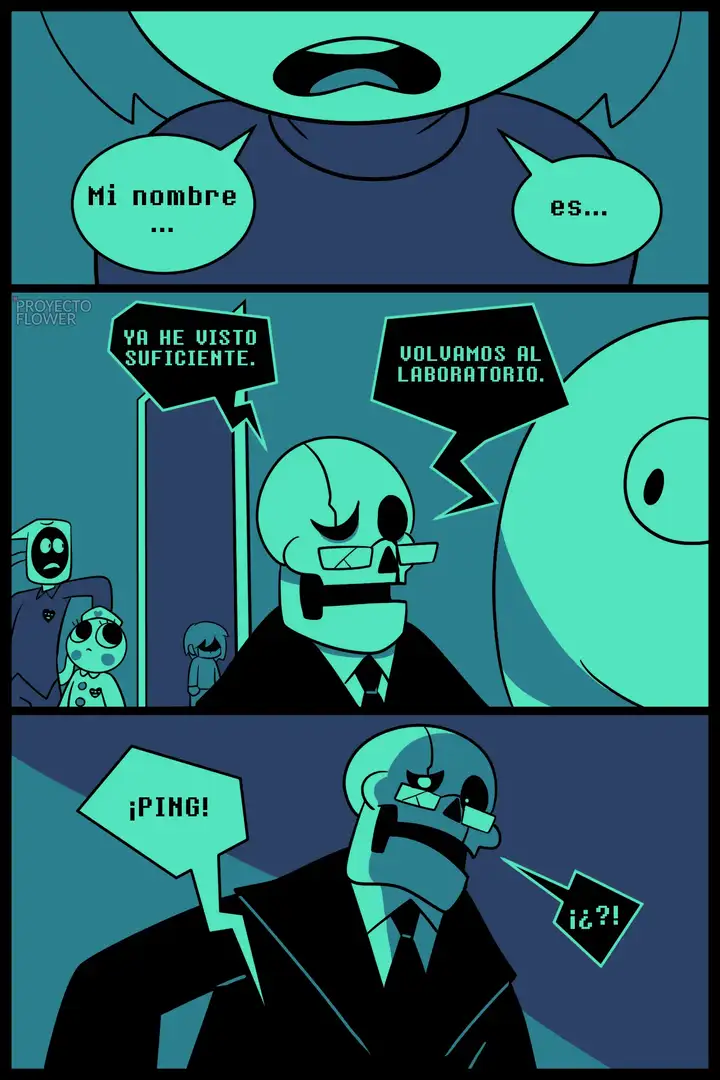 Mi nombre
...
es...
PROYECTO
FLOWER
YA HE VISTO
SUFICIENTE.
VOLVAMOS AL
LABORATORIO.
¡PING!
¡¿?!